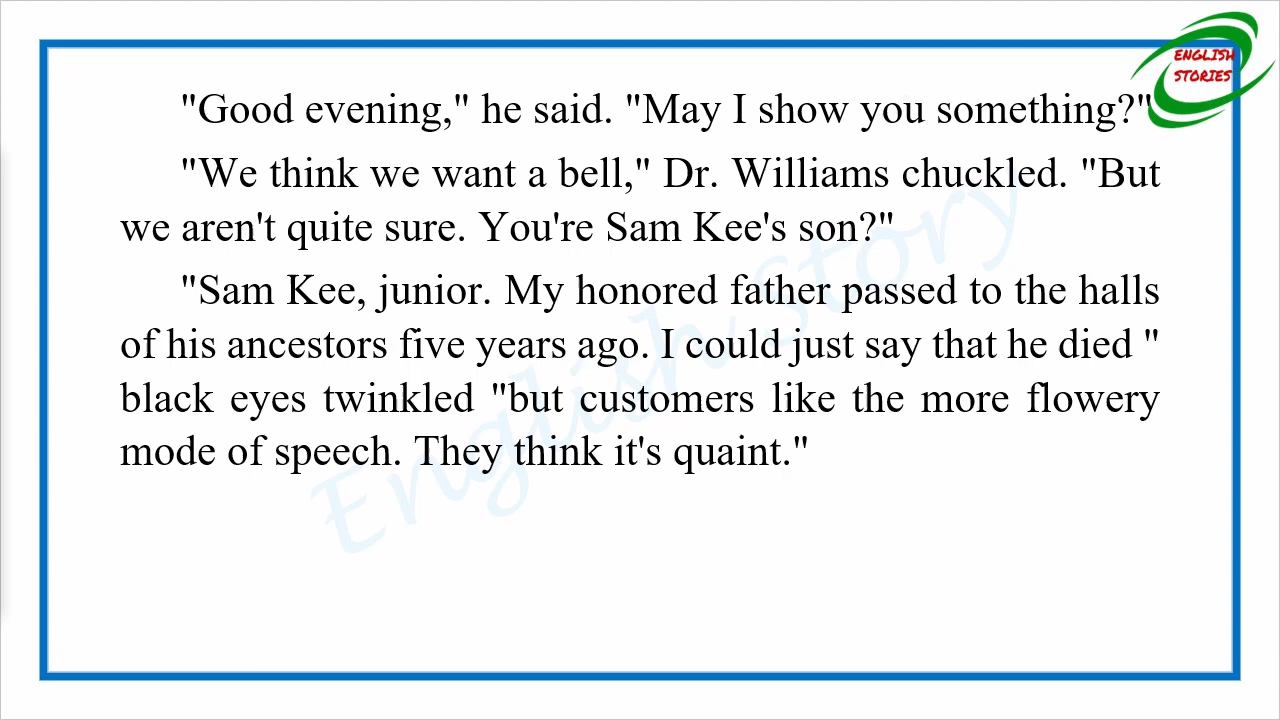 ENGLISH
STORIES
"Good evening," he said. "May I show you something?"
"We think we want a bell," Dr. Williams chuckled. "But
we aren't quite sure. You're Sam Kee's son?"
"Sam Kee, junior. My honored father passed to the halls
of his ancestors five years ago. I could just say that he died "
black eyes twinkled "but customers like the more flowery
mode of speech. They think it's quaint."
English story